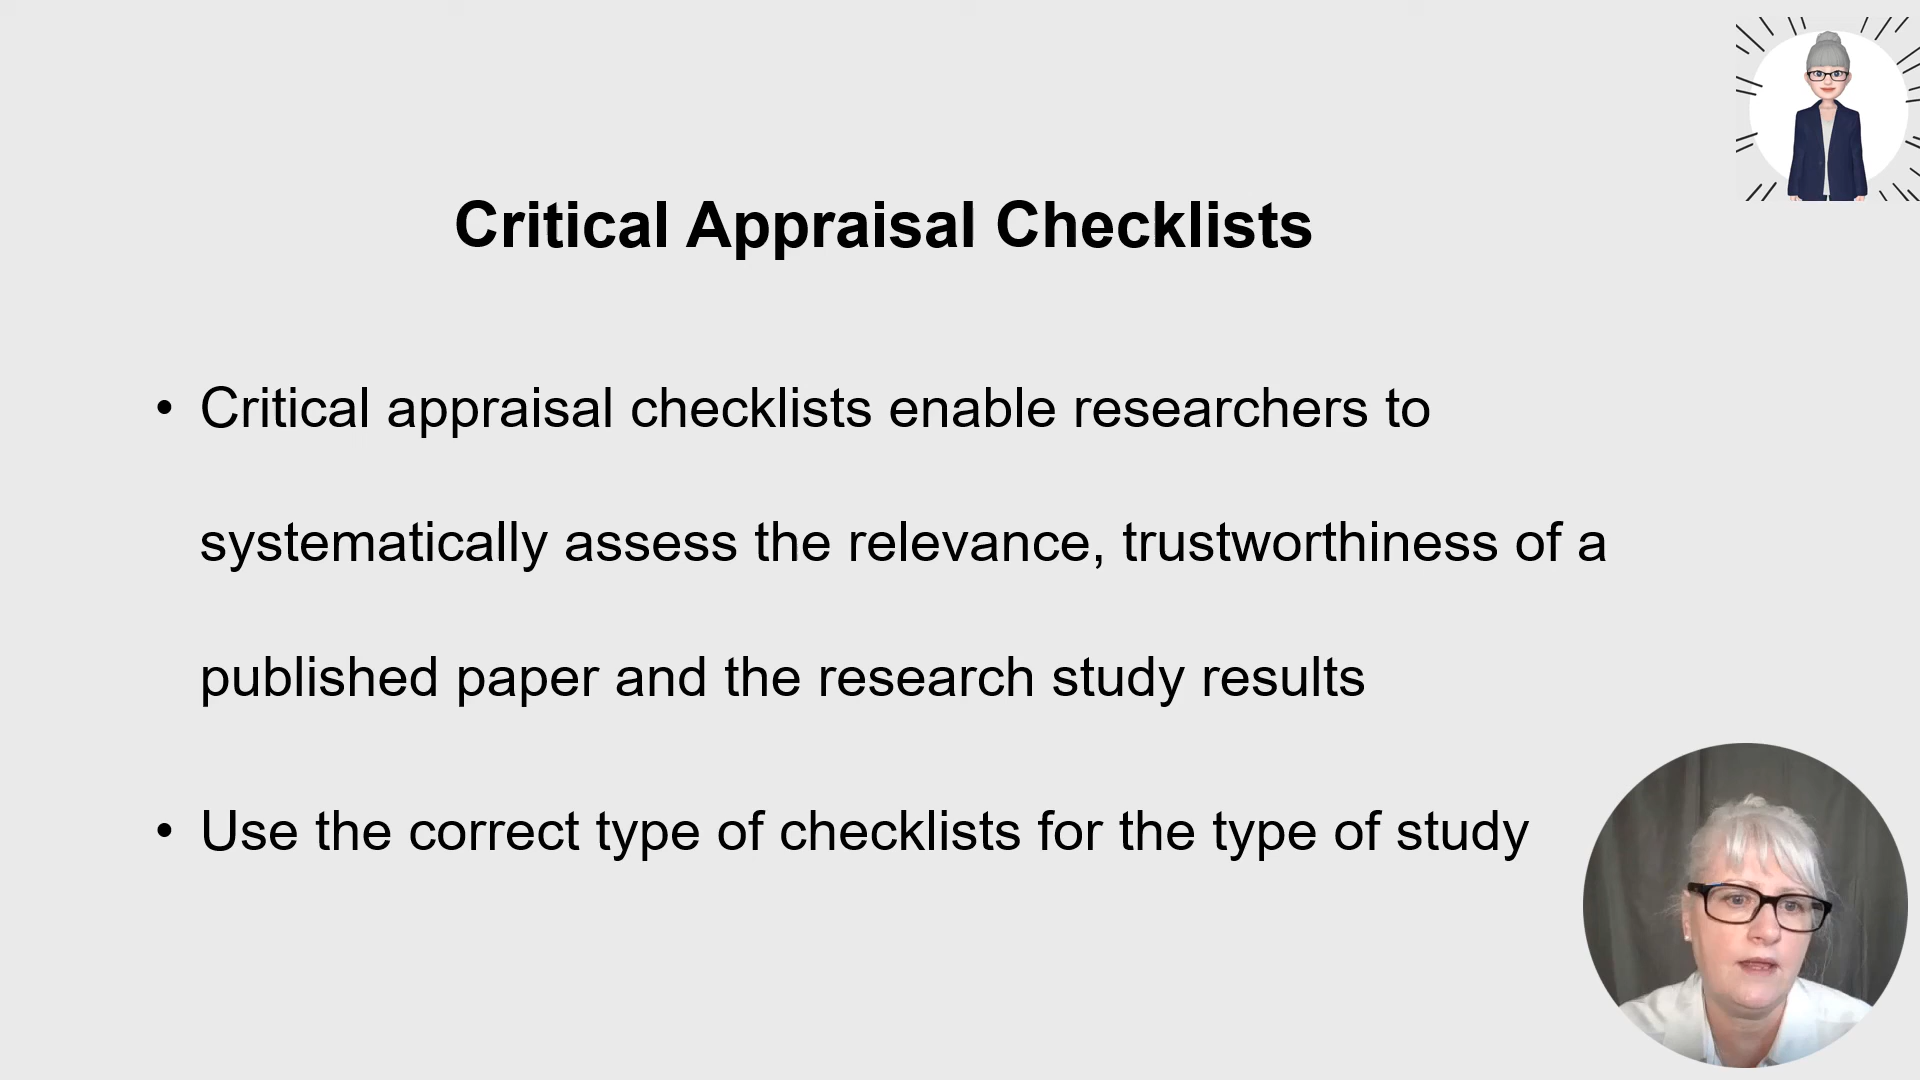 Critical Appraisal Checklists
• Critical appraisal checklists enable researchers to
systematically assess the relevance, trustworthiness of a
published paper and the research study results
• Use the correct type of checklists for the type of study